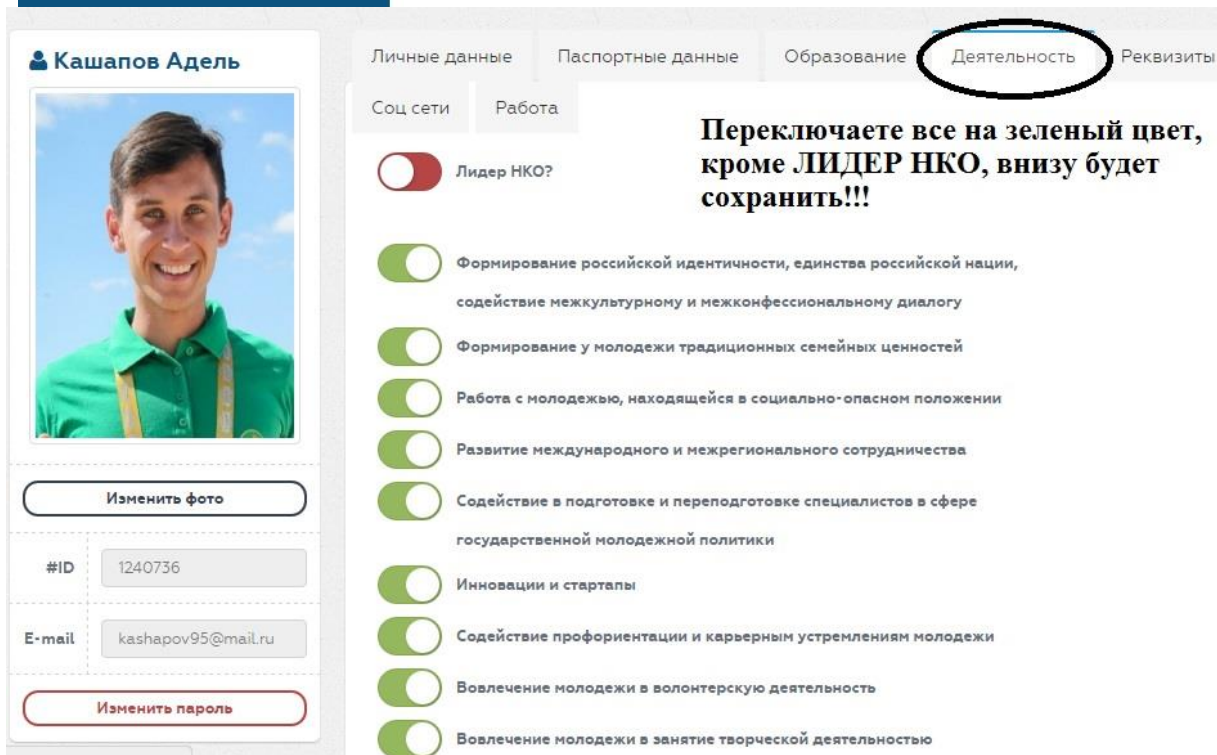 Кашапов Адель
Изменить фото
#ID
1240736
E-mail
kashapov95@mail.ru
Изменить пароль
Личные данные
Паспортные данные
Образование
Деятельность
Реквизиты
Соц сети
Работа
Переключаете все на зеленый цвет,
кроме ЛИДЕР НКО, внизу будет
сохранить!!!
Лидер НКО?
Формирование российской идентичности, единства российской нации,
содействие межкультурному и межконфессиональному диалогу
Формирование у молодежи традиционных семейных ценностей
Работа с молодежью, находящейся в социально-опасном положении
Развитие международного и межрегионального сотрудничества
Содействие в подготовке и переподготовке специалистов в сфере
государственной молодежной политики
Инновации и стартапы
Содействие профориентации и карьерным устремлениям молодежи
Вовлечение молодежи в волонтерскую деятельность
Вовлечение молодежи в занятие творческой деятельностью